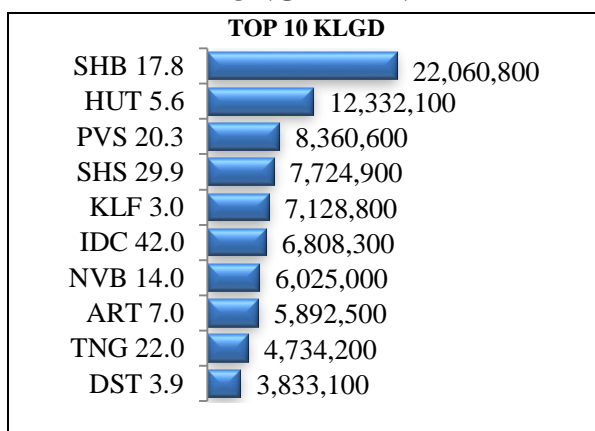 TOP 10 KLGD
SHB 17.8 22,060,800
HUT 5.6 12,332,100
PVS 20.3 8,360,600
SHS 29.9 7,724,900
KLF 3.0 7,128,800
IDC 42.0 6,808,300
NVB 14.0 6,025,000
ART 7.0 5,892,500
TNG 22.0 4,734,200
DST 3.9 3,833,100